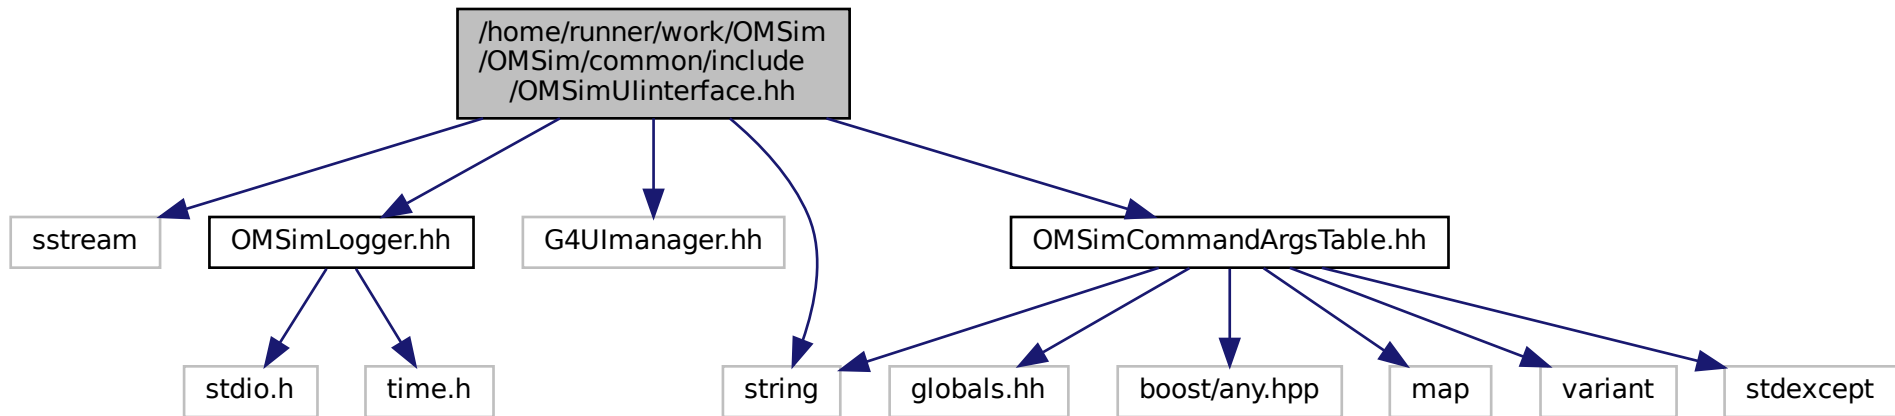 /home/runner/work/OMSim
/OMSim/common/include
/OMSimUIinterface.hh
sstream
OMSimLogger.hh
G4UImanager.hh
OMSimCommandArgsTable.hh
stdio.h
time.h
string
globals.hh
boost/any.hpp
map
variant
stdexcept